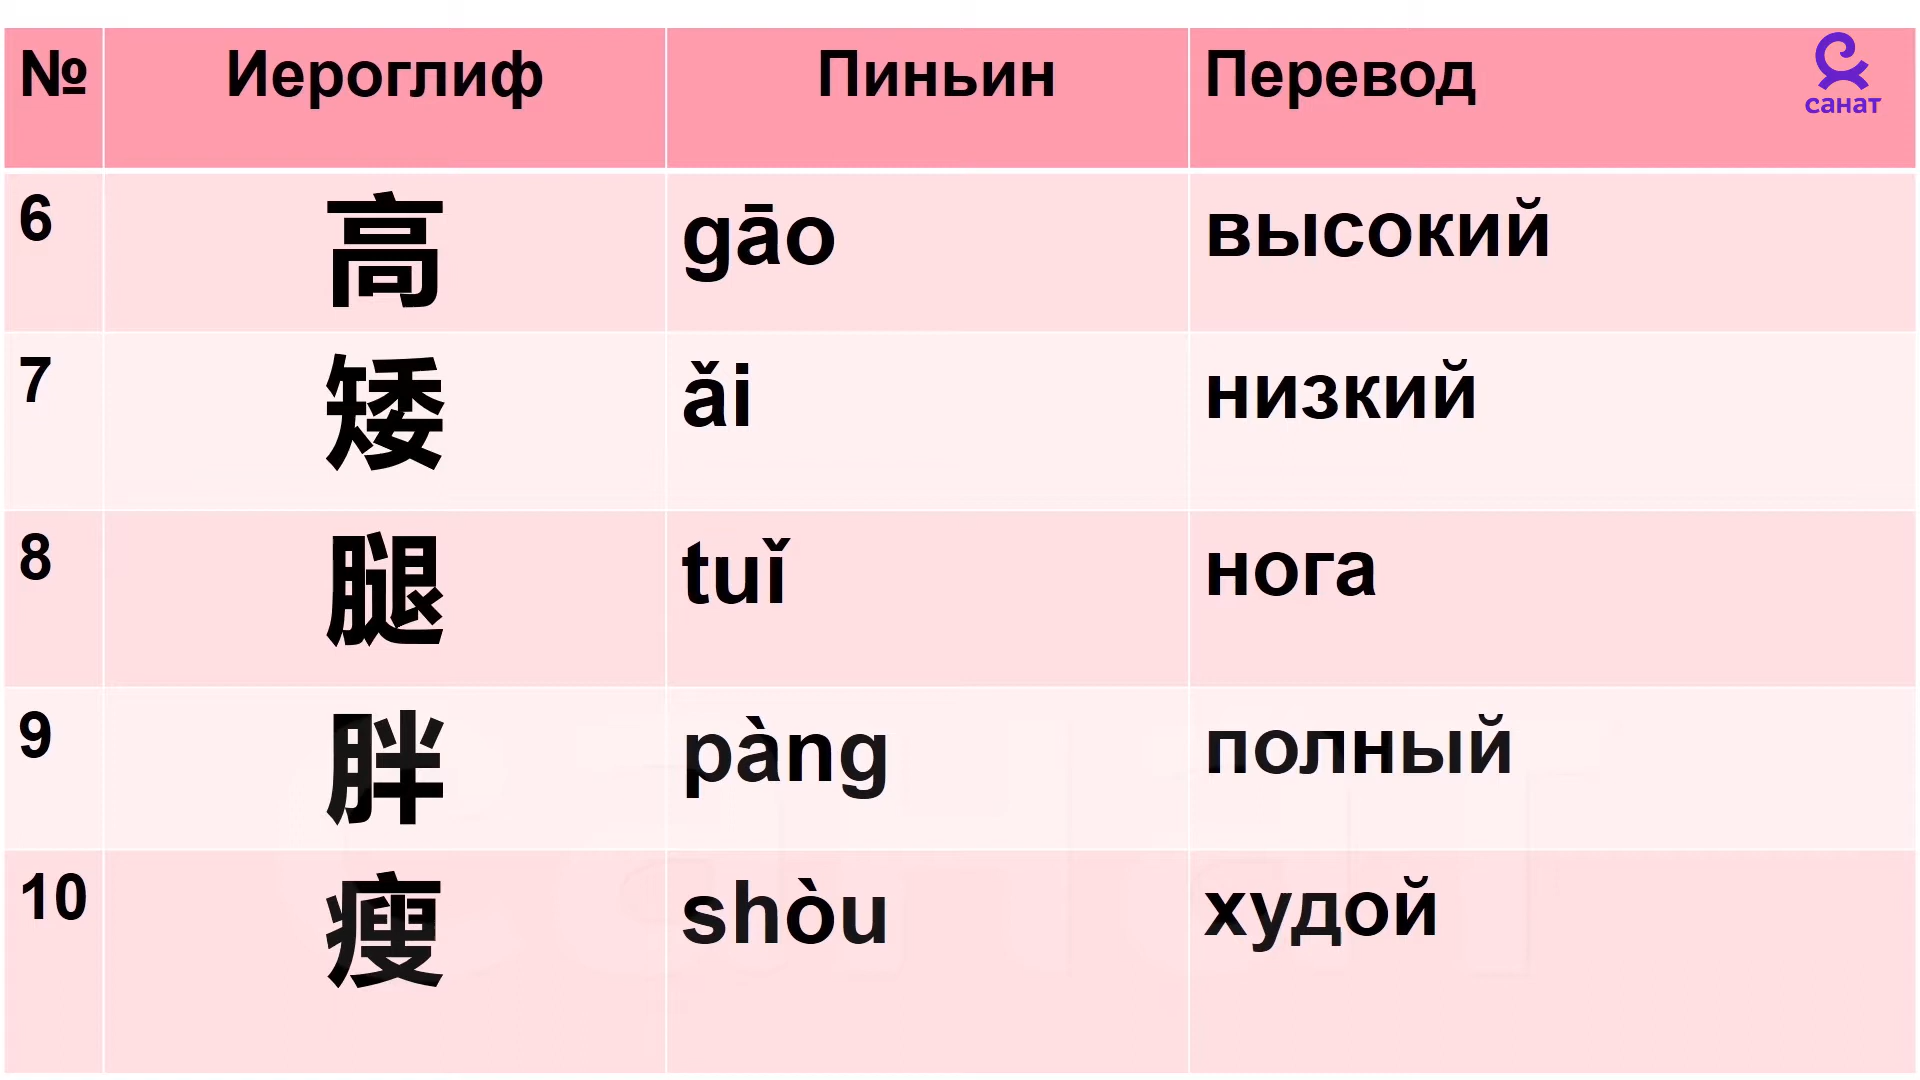 № Иероглиф Пиньин Перевод
санат
6 高 gāo высокий
7 矮 ǎi низкий
8 腿 tuǐ нога
9 胖 pàng полный
10 瘦 shòu худой